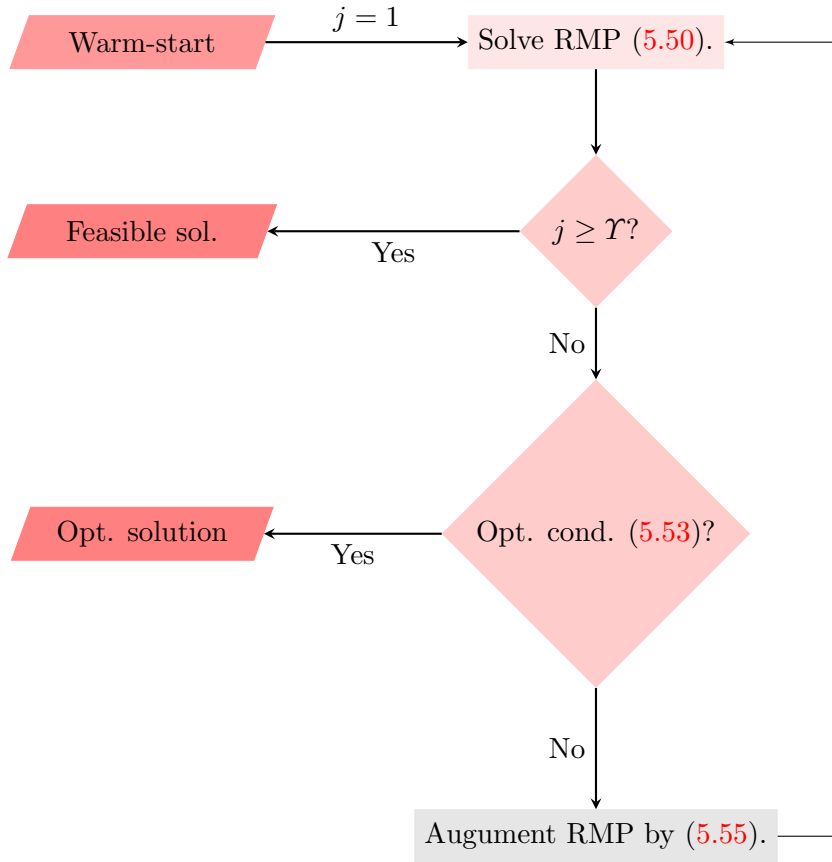 Warm-start
j = 1
Solve RMP (5.50).
Feasible sol.
Yes
j ≥ ϒ?
No
Opt. solution
Yes
Opt. cond. (5.53)?
No
Augument RMP by (5.55).